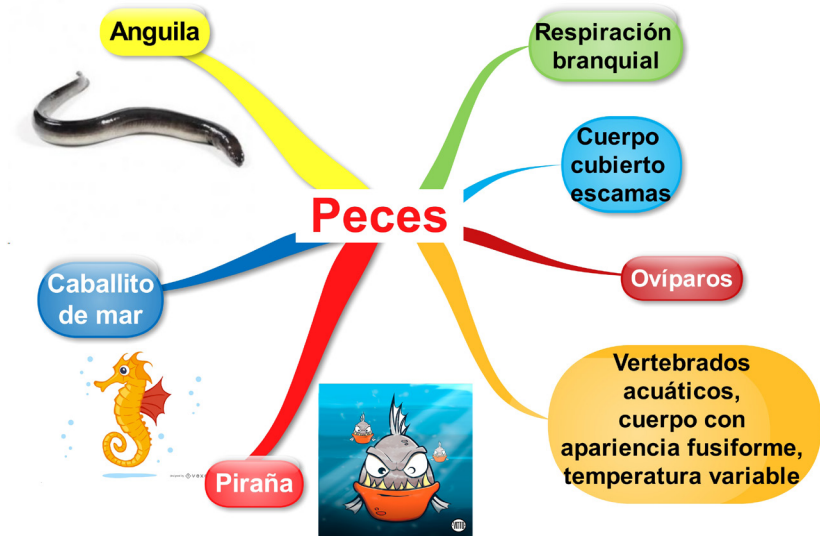 Anguila
Respiración
branquial
Cuerpo
cubierto
escamas
Peces
Caballito
de mar
Ovíparos
Vertebrados
acuáticos,
cuerpo con
apariencia fusiforme,
temperatura variable
Piraña